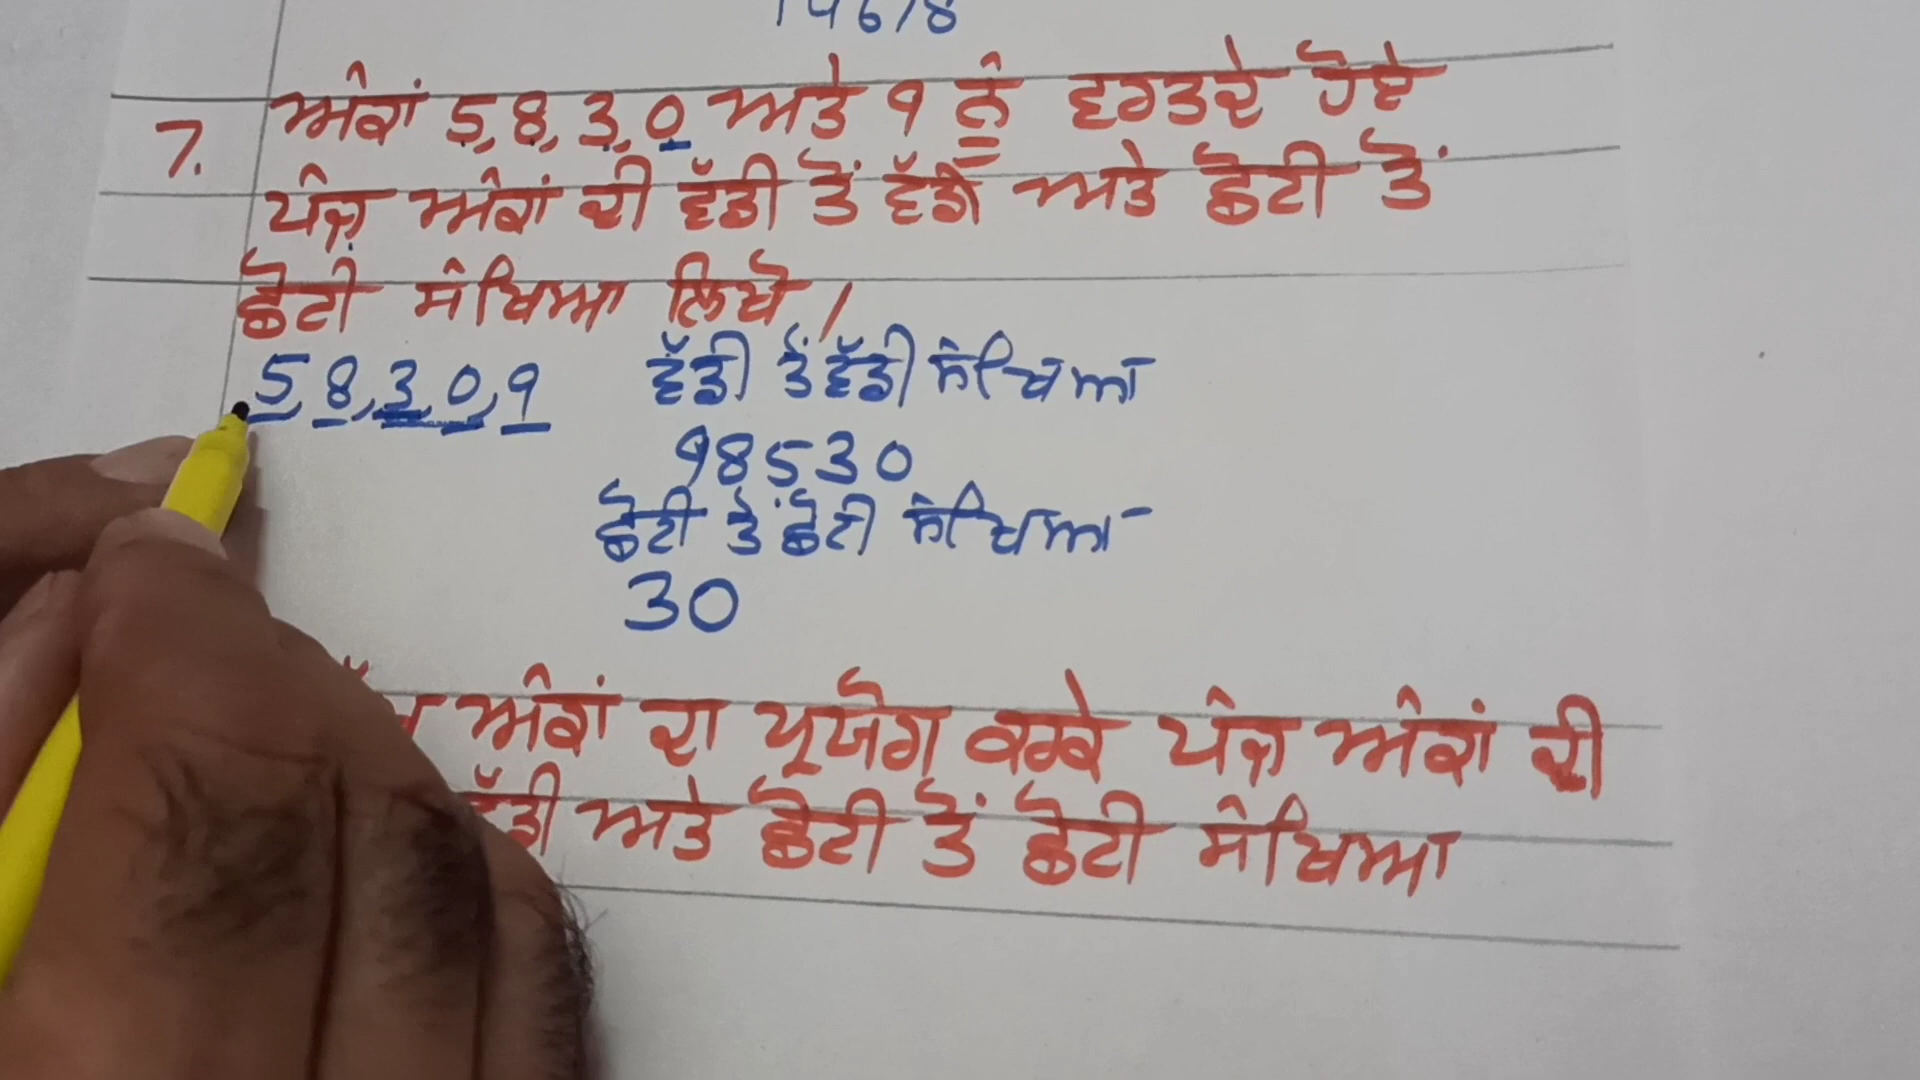 7. ਅੰਕਾਂ 5, 8, 3, 0 ਅਤੇ 9 ਨੂੰ ਵਰਤਦੇ ਹੋਏ
ਪੰਜ ਅੰਕਾਂ ਦੀ ਵੱਡੀ ਤੋਂ ਵੱਡੀ ਅਤੇ ਛੋਟੀ ਤੋਂ
ਛੋਟੀ ਸੰਖਿਆ ਲਿਖੋ।
5, 8, 3, 0, 9 ਵੱਡੀ ਤੋਂ ਵੱਡੀ ਸੰਖਿਆ
98530
ਛੋਟੀ ਤੋਂ ਛੋਟੀ ਸੰਖਿਆ
30
ਅੰਕਾਂ ਦਾ ਪ੍ਰਯੋਗ ਕਰਕੇ ਪੰਜ ਅੰਕਾਂ ਦੀ
ਵੱਡੀ ਅਤੇ ਛੋਟੀ ਤੋਂ ਛੋਟੀ ਸੰਖਿਆ